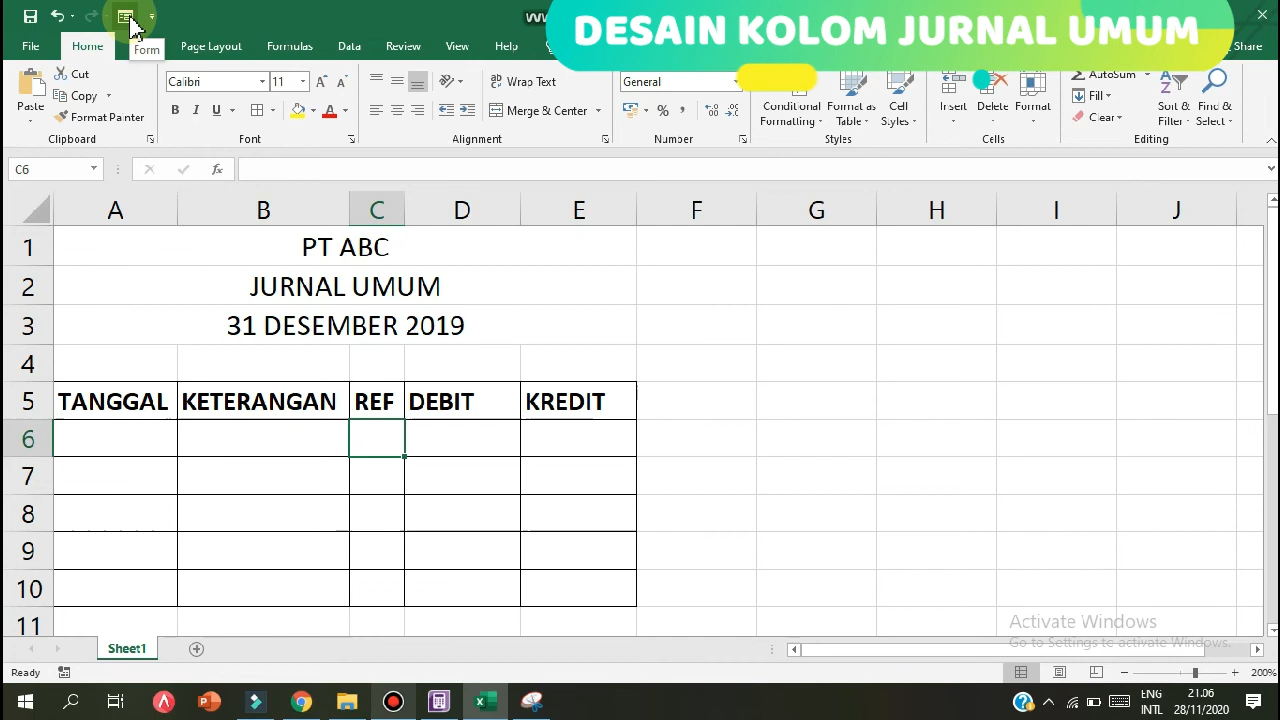 DESAIN KOLOM JURNAL UMUM
File Home Page Layout Formulas Data Review View Help Share
Form
Cut
Copy
Format Painter
Paste
Clipboard
Calibri 11
Font
Wrap Text
Merge & Center
Alignment
General
Number
Conditional Formatting
Format as Table
Cell Styles
Styles
Insert Delete Format
Cells
AutoSum
Fill
Clear
Sort & Filter
Find & Select
Editing
C6 fx
A B C D E F G H I J
1 PT ABC
2 JURNAL UMUM
3 31 DESEMBER 2019
4
5 TANGGAL KETERANGAN REF DEBIT KREDIT
6
7
8
9
10
11
Activate Windows
Go to Settings to activate Windows.
Sheet1
Ready 200%
ENG 21.06
INTL 28/11/2020